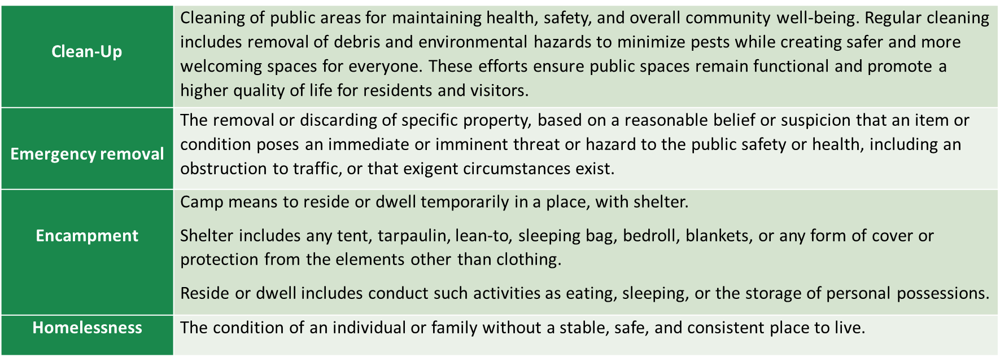 Clean-Up
Cleaning of public areas for maintaining health, safety, and overall community well-being. Regular cleaning
includes removal of debris and environmental hazards to minimize pests while creating safer and more
welcoming spaces for everyone. These efforts ensure public spaces remain functional and promote a
higher quality of life for residents and visitors.
Emergency removal
The removal or discarding of specific property, based on a reasonable belief or suspicion that an item or
condition poses an immediate or imminent threat or hazard to the public safety or health, including an
obstruction to traffic, or that exigent circumstances exist.
Encampment
Camp means to reside or dwell temporarily in a place, with shelter.
Shelter includes any tent, tarpaulin, lean-to, sleeping bag, bedroll, blankets, or any form of cover or
protection from the elements other than clothing.
Reside or dwell includes conduct such activities as eating, sleeping, or the storage of personal possessions.
Homelessness
The condition of an individual or family without a stable, safe, and consistent place to live.